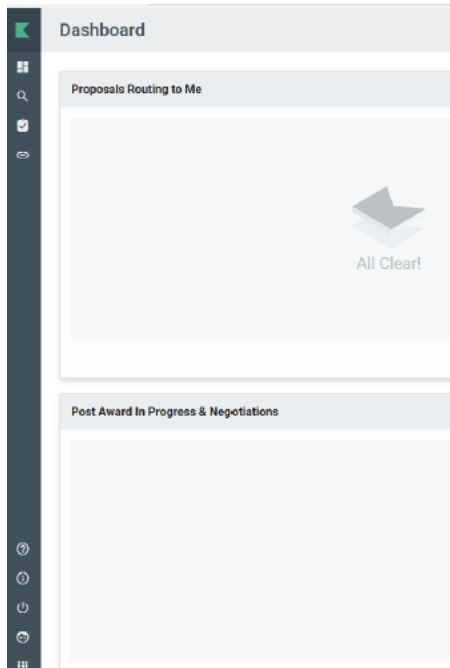 Dashboard
Proposals Routing to Me
All Clear!
Post Award In Progress & Negotiations